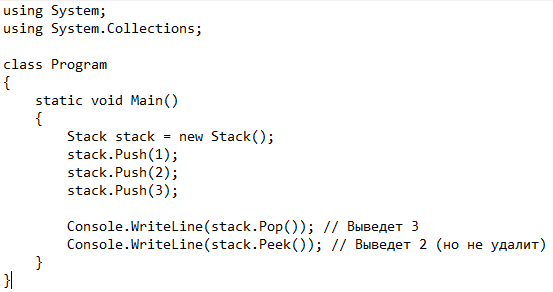 using System;
using System.Collections;

class Program
{
    static void Main()
    {
        Stack stack = new Stack();
        stack.Push(1);
        stack.Push(2);
        stack.Push(3);

        Console.WriteLine(stack.Pop()); // Выведет 3
        Console.WriteLine(stack.Peek()); // Выведет 2 (но не удалит)
    }
}